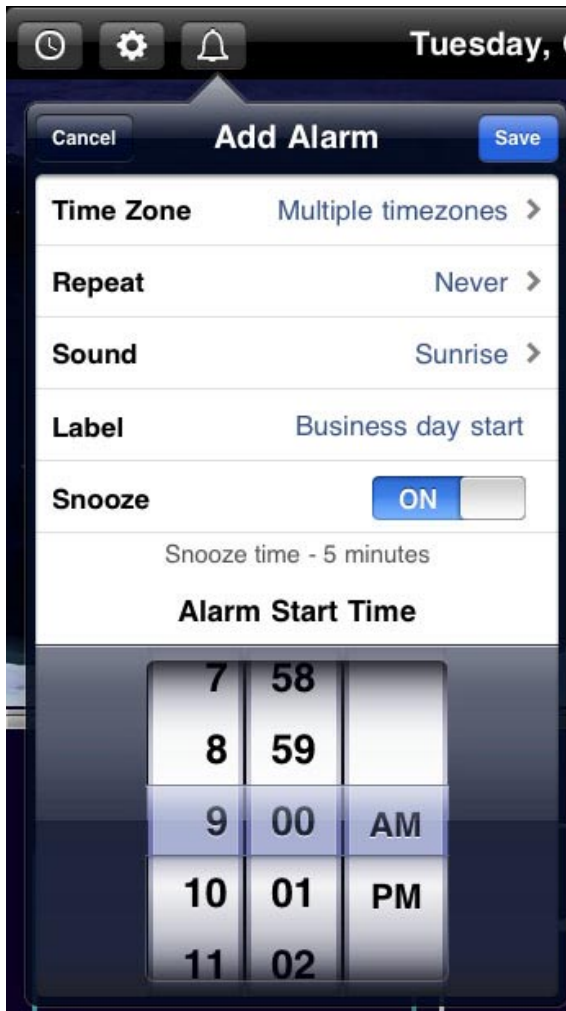 Tuesday,
Cancel Add Alarm Save
Time Zone Multiple timezones
Repeat Never
Sound Sunrise
Label Business day start
Snooze ON
Snooze time - 5 minutes
Alarm Start Time
7 58
8 59
9 00 AM
10 01 PM
11 02